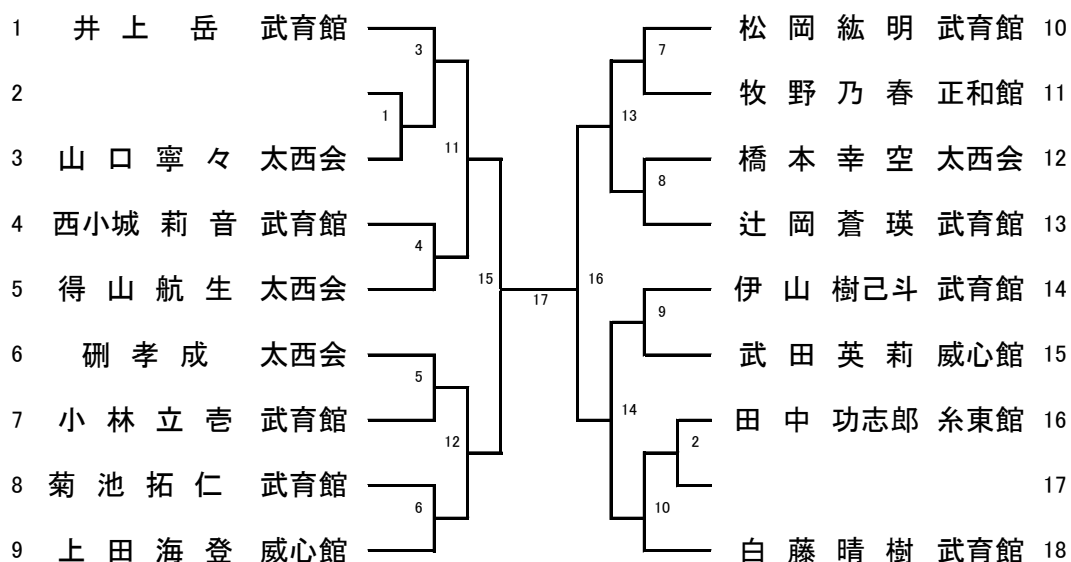 1 井上 岳 武育館
2
3 山口寧々 太西会
4 西小城莉音 武育館
5 得山航生 太西会
6 硎孝成 太西会
7 小林立壱 武育館
8 菊池拓仁 武育館
9 上田海登 威心館
3
1
11
4
15
5
12
6
17
16
7
13
8
9
14
2
10
松岡紘明 武育館 10
牧野乃春 正和館 11
橋本幸空 太西会 12
辻岡蒼瑛 武育館 13
伊山樹己斗 武育館 14
武田英莉 威心館 15
田中功志郎 糸東館 16
17
白藤晴樹 武育館 18